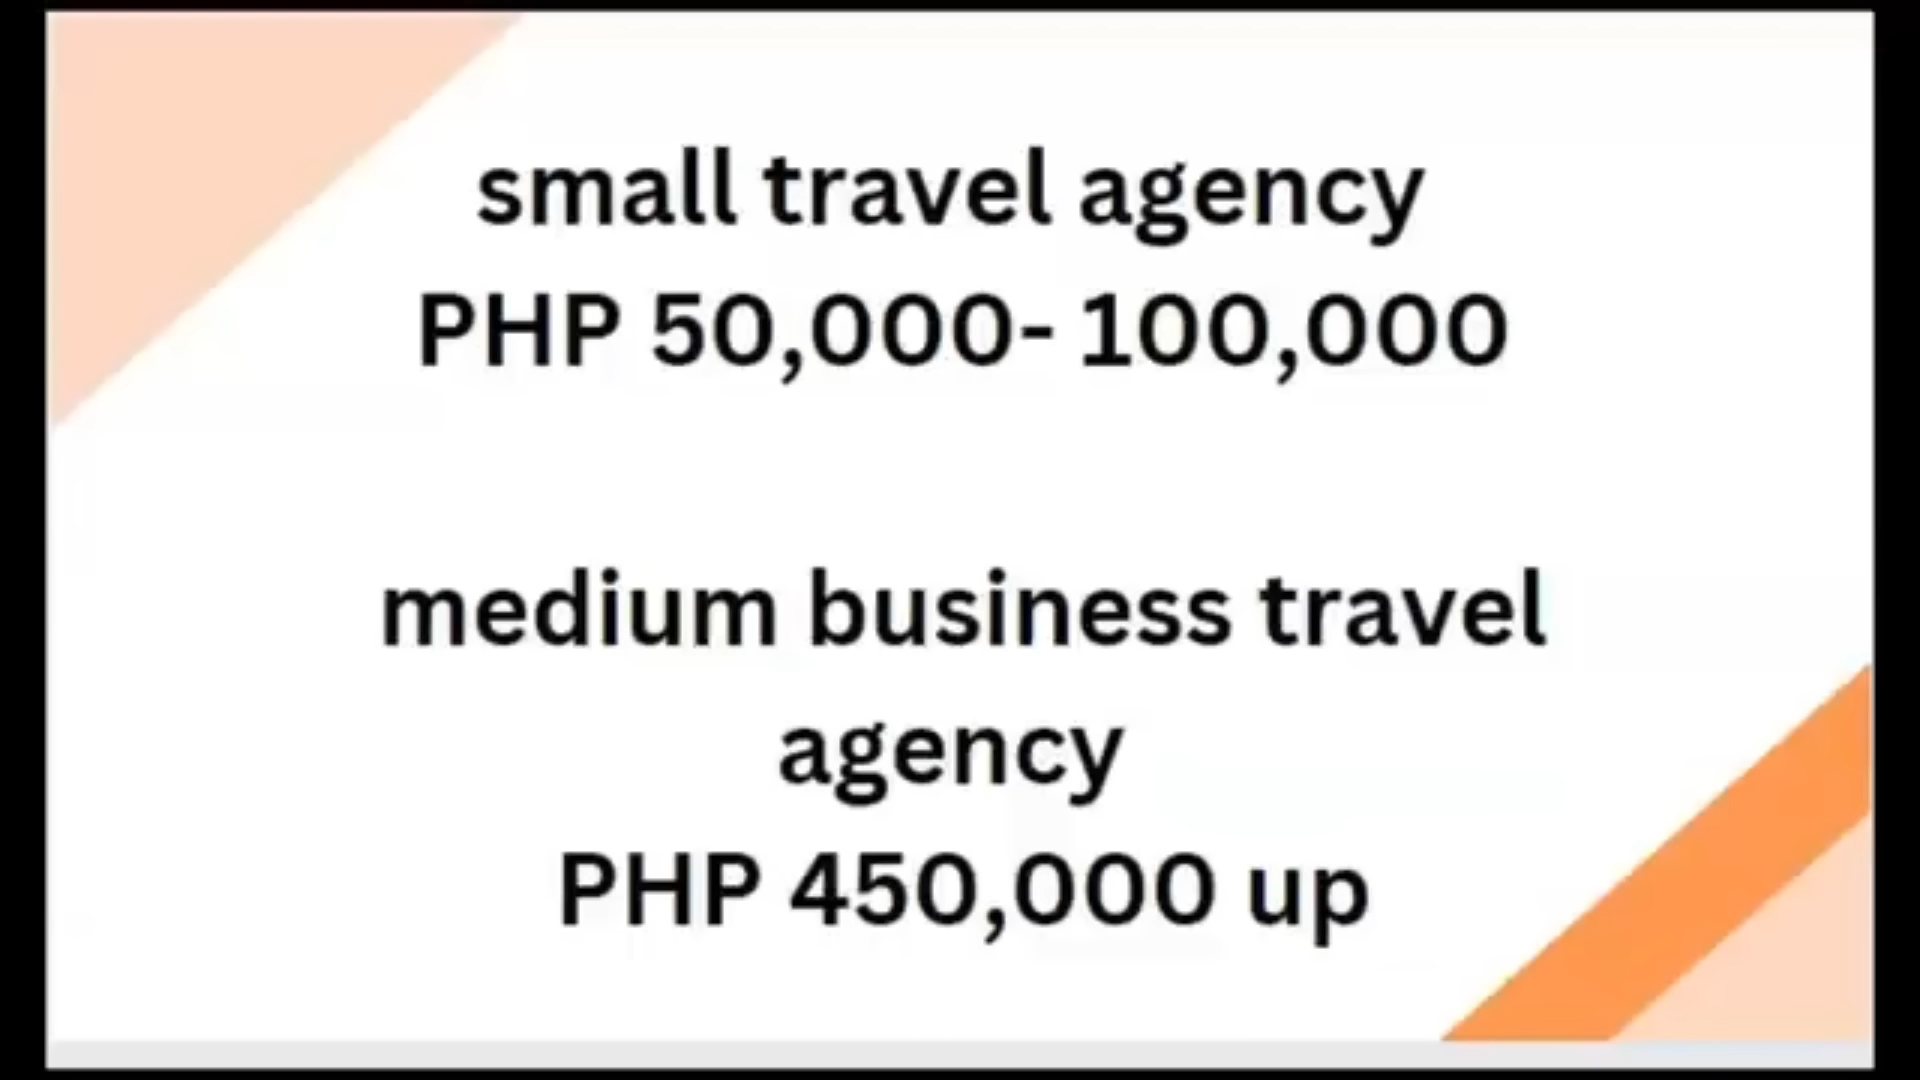 small travel agency
PHP 50,000- 100,000
medium business travel
agency
PHP 450,000 up